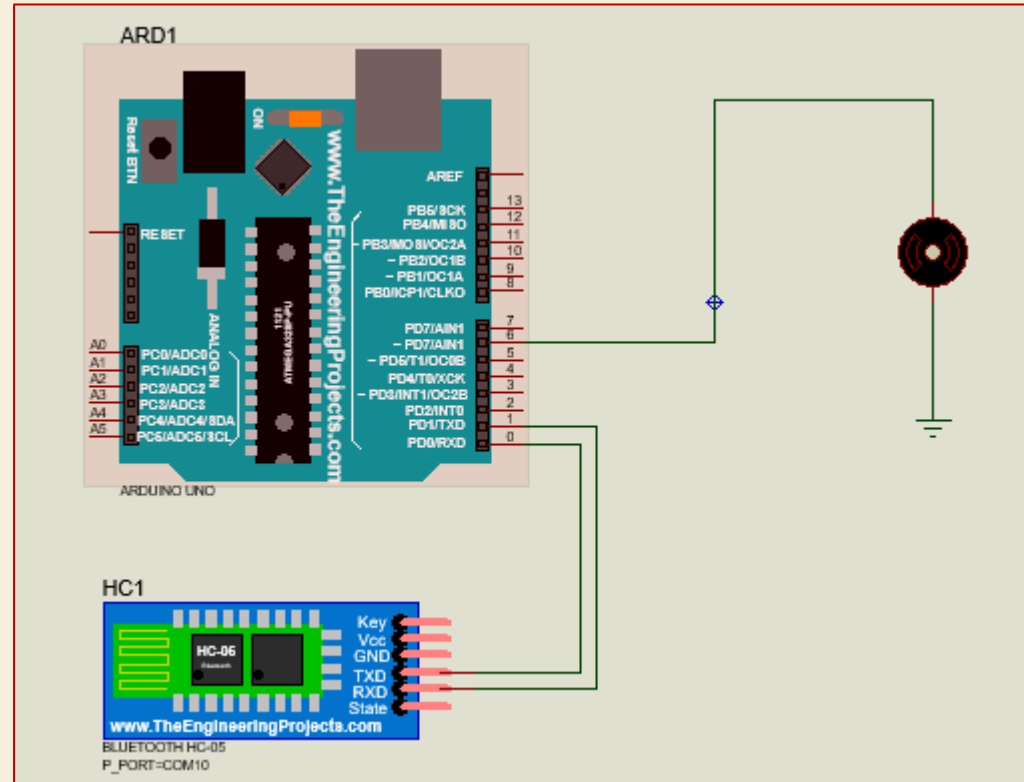 ARD1
Reset BTN
ON
www.TheEngineeringProjects.com
RESET
ANALOG IN
AREF
PB5/SCK
PB4/MISO
PB3/MOSI/OC2A
PB2/OC1B
PB1/OC1A
PB0/ICP1/CLKO
13
12
11
10
9
8
PD7/AIN1
PD7/AIN1
PD5/T1/OC0B
PD4/T0/XCK
PD3/INT1/OC2B
PD2/INT0
PD1/TXD
PD0/RXD
7
6
5
4
3
2
1
0
A0
A1
A2
A3
A4
A5
PC0/ADC0
PC1/ADC1
PC2/ADC2
PC3/ADC3
PC4/ADC4/SDA
PC5/ADC5/SCL
ARDUINO UNO
HC1
HC-05
Bluetooth
Key
Vcc
GND
TXD
RXD
State
www.TheEngineeringProjects.com
BLUETOOTH HC-05
P_PORT=COM10